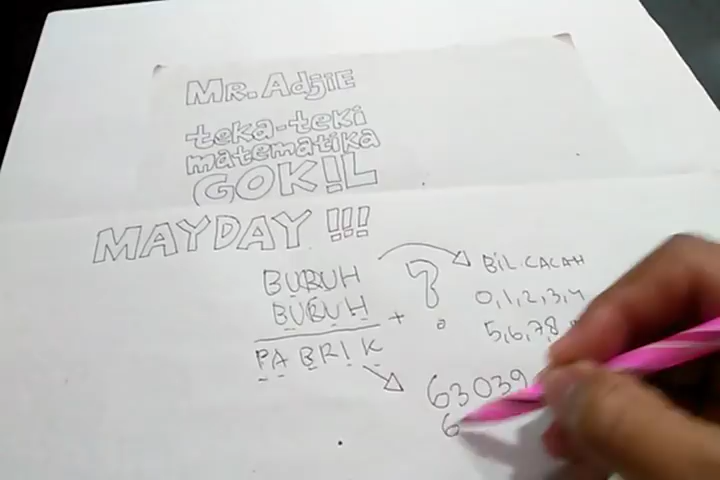 MR. AdjiE
teka-teki
matematika
GOK!L
MAYDAY !!!
BURUH
BURUH +
PABRIK
?
BIL.CACAH
0,1,2,3,4
5,6,7,8,
63039
6